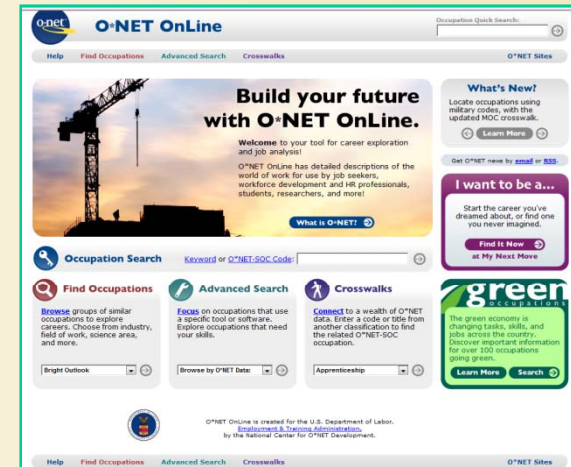 o·net
O*NET OnLine
Occupation Quick Search:
Help Find Occupations Advanced Search Crosswalks O*NET Sites
Build your future
with O*NET OnLine.
Welcome to your tool for career exploration
and job analysis!
O*NET OnLine has detailed descriptions of the
world of work for use by job seekers,
workforce development and HR professionals,
students, researchers, and more!
What is O*NET?
What's New?
Locate occupations using
military codes, with the
updated MOC crosswalk.
Learn More
Get O*NET news by email or RSS.
I want to be a...
Start the career you've
dreamed about, or find one
you never imagined.
Find It Now
at My Next Move
Occupation Search Keyword or O*NET-SOC Code:
Find Occupations
Browse groups of similar
occupations to explore
careers. Choose from industry,
field of work, science area,
and more.
Bright Outlook
Advanced Search
Focus on occupations that use
a specific tool or software.
Explore occupations that need
your skills.
Browse by O*NET Data:
Crosswalks
Connect to a wealth of O*NET
data. Enter a code or title from
another classification to find
the related O*NET-SOC
occupation.
Apprenticeship
green
occupations
The green economy is
changing tasks, skills, and
jobs across the country.
Discover important information
for over 100 occupations
going green.
Learn More Search
O*NET OnLine is created for the U.S. Department of Labor,
Employment & Training Administration,
by the National Center for O*NET Development.
Help Find Occupations Advanced Search Crosswalks O*NET Sites